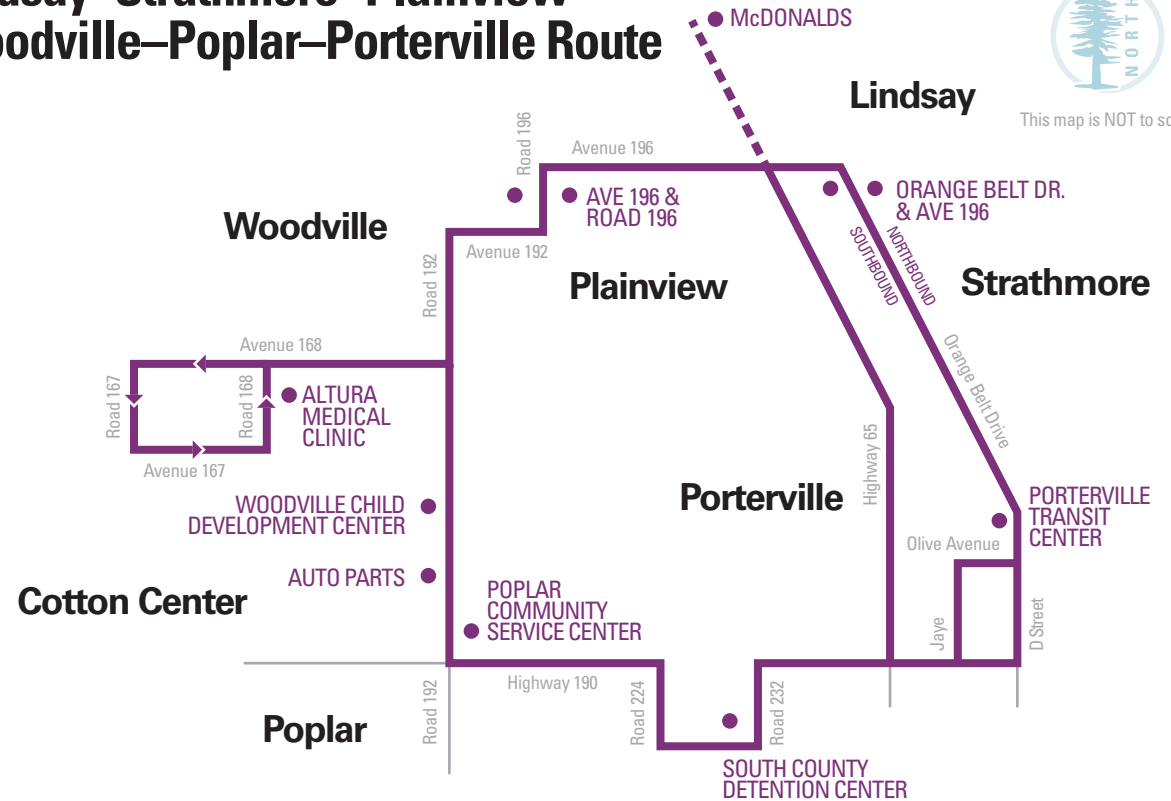 Woodville–Poplar–Porterville Route
McDONALDS
NORTH
Lindsay
This map is NOT to
Road 196
Avenue 196
AVE 196 &
ROAD 196
ORANGE BELT DR.
& AVE 196
Woodville
Avenue 192
Road 192
Plainview
SOUTHBOUND
NORTHBOUND
Strathmore
Avenue 168
Road 167
Road 168
ALTURA
MEDICAL
CLINIC
Avenue 167
Orange Belt Drive
Highway 65
Porterville
WOODVILLE CHILD
DEVELOPMENT CENTER
PORTERVILLE
TRANSIT
CENTER
Olive Avenue
AUTO PARTS
Cotton Center
POPLAR
COMMUNITY
SERVICE CENTER
Jaye
D Street
Highway 190
Road 192
Poplar
Road 224
Road 232
SOUTH COUNTY
DETENTION CENTER